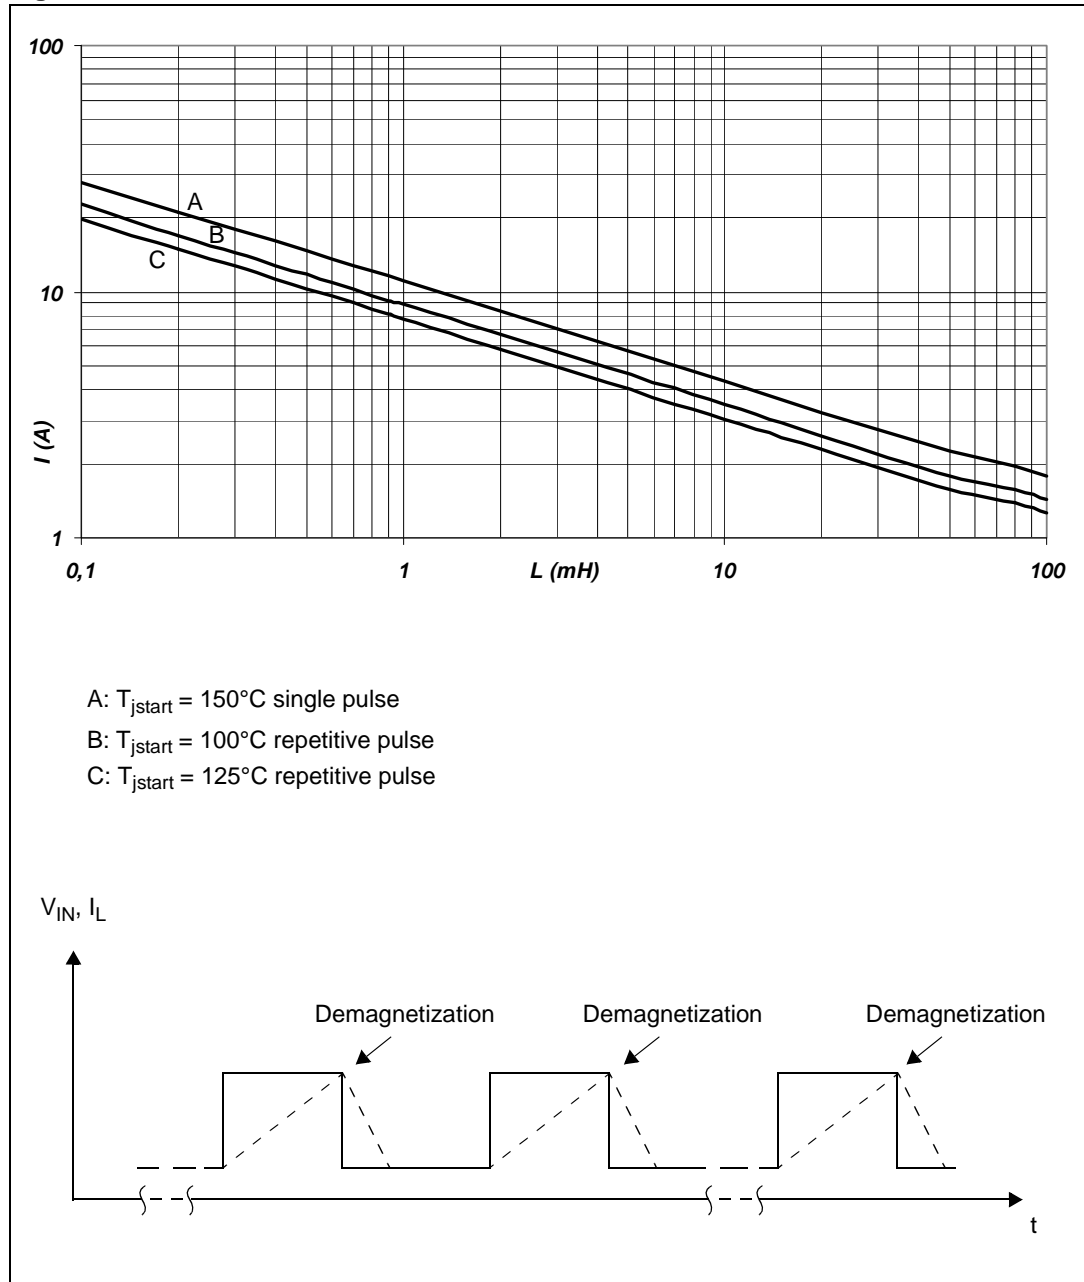 100
A
B
C
10
I (A)
1
0,1
1
L (mH)
10
100
A: Tjstart = 150°C single pulse
B: Tjstart = 100°C repetitive pulse
C: Tjstart = 125°C repetitive pulse
VIN, IL
Demagnetization
Demagnetization
Demagnetization
t